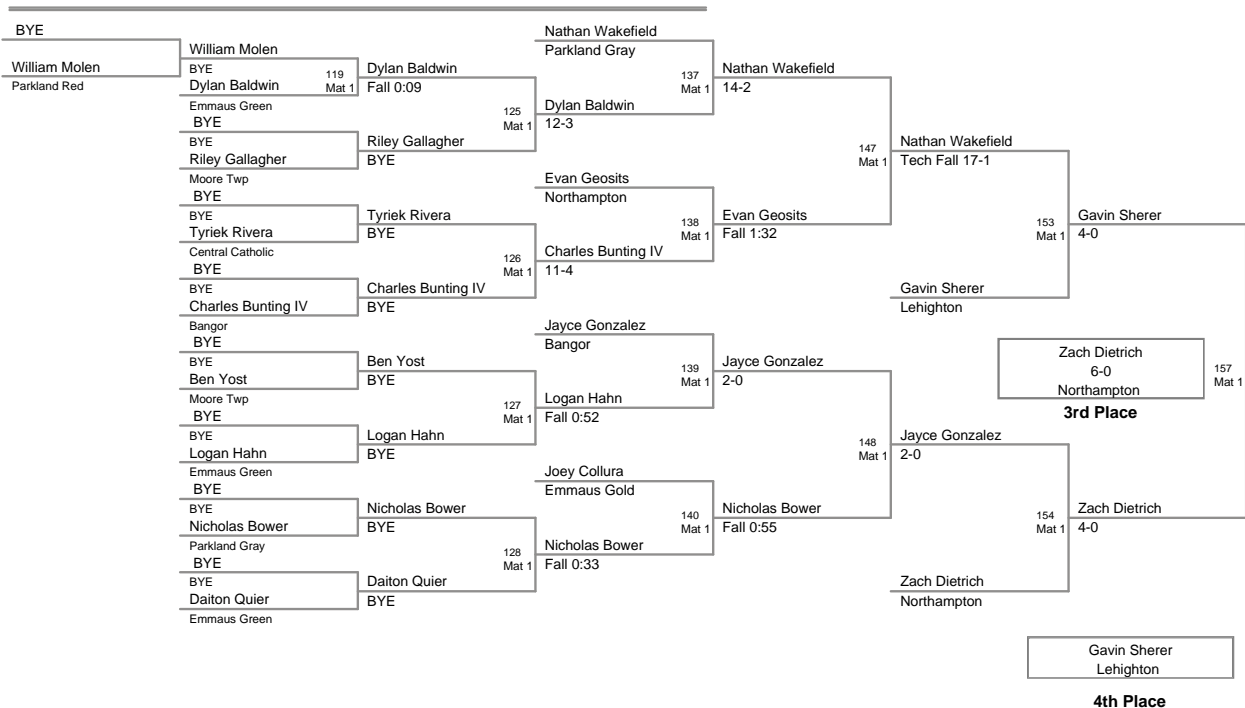 BYE
William Molen
Parkland Red
William Molen
BYE
Dylan Baldwin
Emmaus Green
BYE
BYE
Riley Gallagher
Moore Twp
BYE
BYE
Tyriek Rivera
Central Catholic
BYE
BYE
Charles Bunting IV
Bangor
BYE
BYE
Ben Yost
Moore Twp
BYE
BYE
Logan Hahn
Emmaus Green
BYE
BYE
Nicholas Bower
Parkland Gray
BYE
BYE
Daiton Quier
Emmaus Green
119
Mat 1
Dylan Baldwin
Fall 0:09
Riley Gallagher
BYE
Tyriek Rivera
BYE
Charles Bunting IV
BYE
Ben Yost
BYE
Logan Hahn
BYE
Nicholas Bower
BYE
Daiton Quier
BYE
125
Mat 1
126
Mat 1
127
Mat 1
128
Mat 1
Nathan Wakefield
Parkland Gray
Dylan Baldwin
12-3
Evan Geosits
Northampton
Charles Bunting IV
11-4
Jayce Gonzalez
Bangor
Logan Hahn
Fall 0:52
Joey Collura
Emmaus Gold
Nicholas Bower
Fall 0:33
137
Mat 1
138
Mat 1
139
Mat 1
140
Mat 1
Nathan Wakefield
14-2
Evan Geosits
Fall 1:32
Jayce Gonzalez
2-0
Nicholas Bower
Fall 0:55
147
Mat 1
148
Mat 1
Nathan Wakefield
Tech Fall 17-1
Gavin Sherer
Lehighton
Jayce Gonzalez
2-0
Zach Dietrich
Northampton
153
Mat 1
154
Mat 1
Gavin Sherer
4-0
Zach Dietrich
4-0
Zach Dietrich
6-0
Northampton
3rd Place
157
Mat 1
Gavin Sherer
Lehighton
4th Place